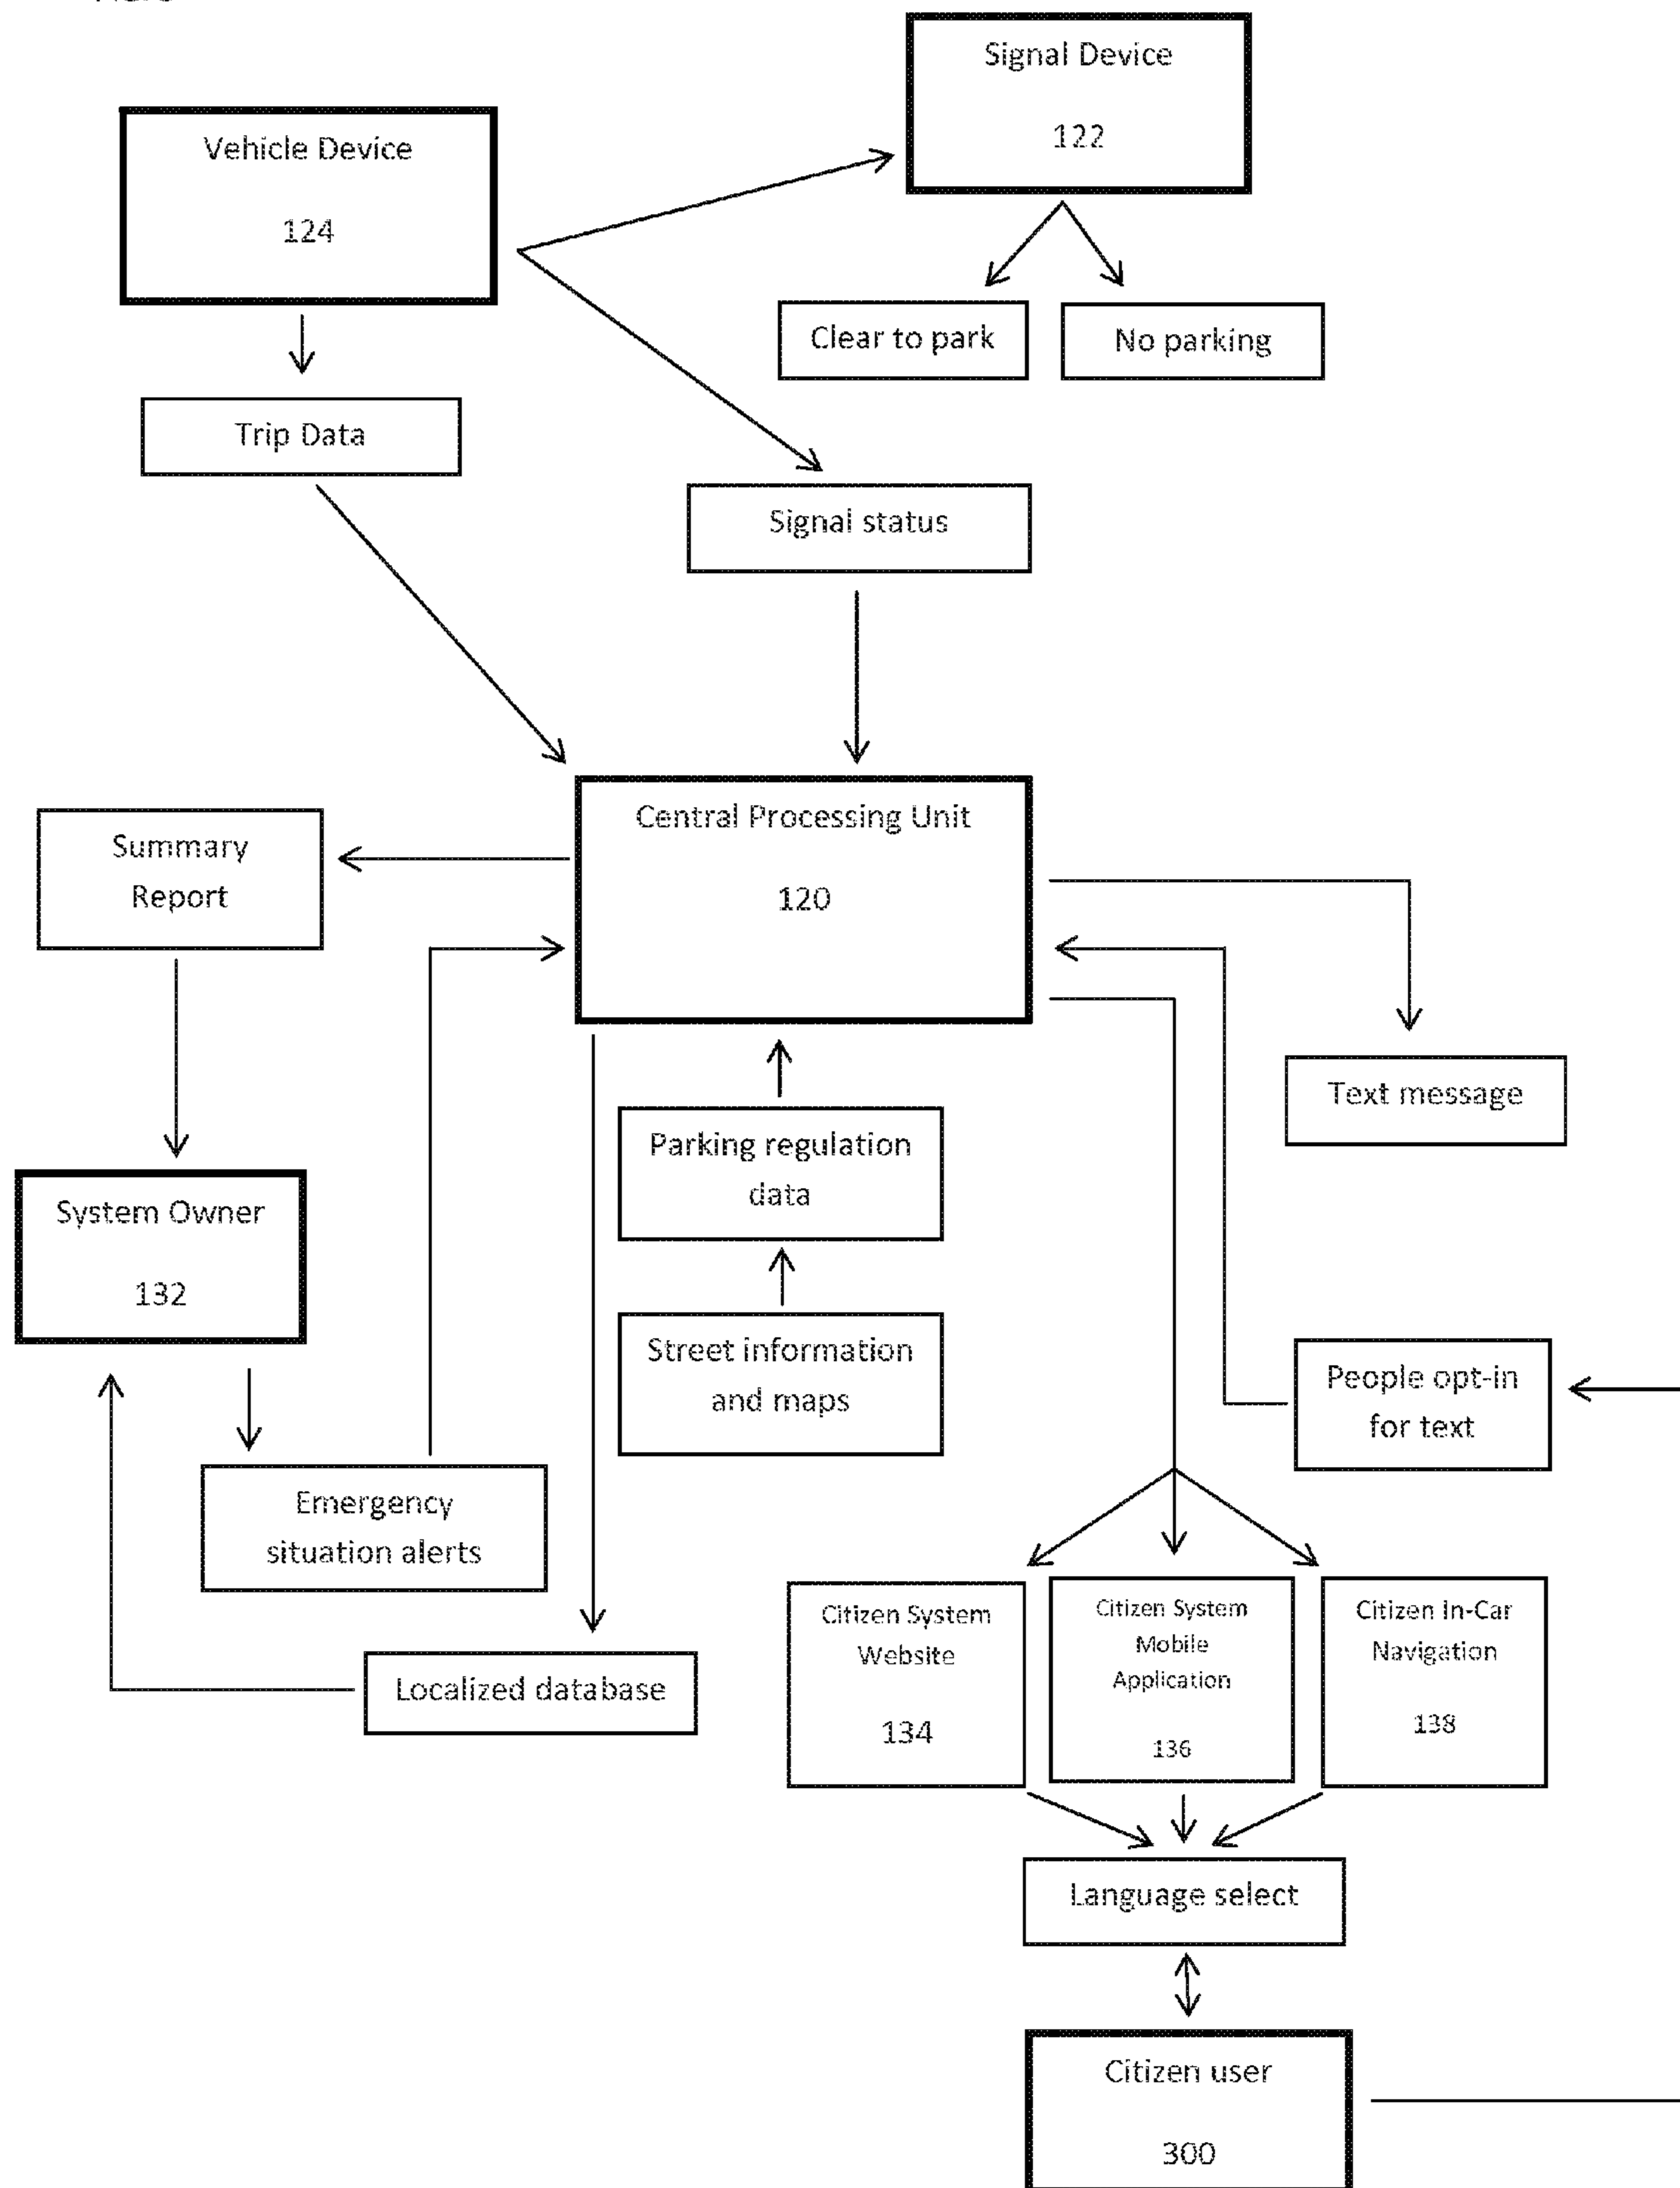 Signal Device
122
Vehicle Device
124
Clear to park
No parking
Trip Data
Signal status
Central Processing Unit
120
Summary
Report
Text message
Parking regulation
data
System Owner
132
Street information
and maps
People opt-in
for text
Emergency
situation alerts
Citizen System
Website
134
Citizen System
Mobile
Application
136
Citizen In-Car
Navigation
138
Localized database
Language select
Citizen user
300